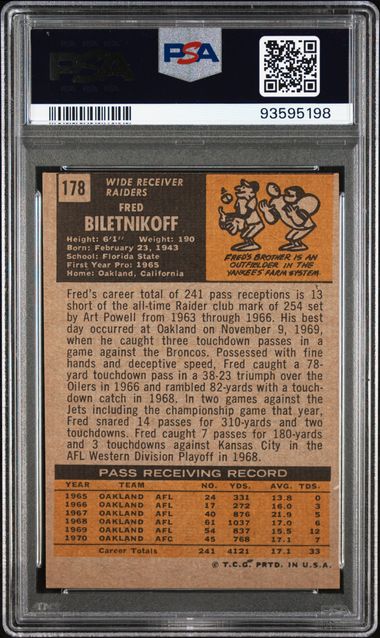 PSA
PSA
93595198
178
WIDE RECEIVER
RAIDERS
FRED
BILETNIKOFF
Height: 6'1" Weight: 190
Born: February 23, 1943
School: Florida State
First Year Pro: 1965
Home: Oakland, California
FRED'S BROTHER IS AN
OUTFIELDER IN THE
YANKEES' FARM SYSTEM.
Fred's career total of 241 pass receptions is 13
short of the all-time Raider club mark of 254 set
by Art Powell from 1963 through 1966. His best
day occurred at Oakland on November 9, 1969,
when he caught three touchdown passes in a
game against the Broncos. Possessed with fine
hands and deceptive speed, Fred caught a 78-
yard touchdown pass in a 38-23 triumph over the
Oilers in 1966 and rambled 82-yards with a touch-
down catch in 1968. In two games against the
Jets including the championship game that year,
Fred snared 14 passes for 310-yards and two
touchdowns. Fred caught 7 passes for 180-yards
and 3 touchdowns against Kansas City in the
AFL Western Division Playoff in 1968.
PASS RECEIVING RECORD
YEAR TEAM NO. YDS. AVG. TDS.
1965 OAKLAND AFL 24 331 13.8 0
1966 OAKLAND AFL 17 272 16.0 3
1967 OAKLAND AFL 40 876 21.9 5
1968 OAKLAND AFL 61 1037 17.0 6
1969 OAKLAND AFL 54 837 15.5 12
1970 OAKLAND AFC 45 768 17.1 7
Career Totals 241 4121 17.1 33
© T.C.G. PRTD. IN U.S.A.